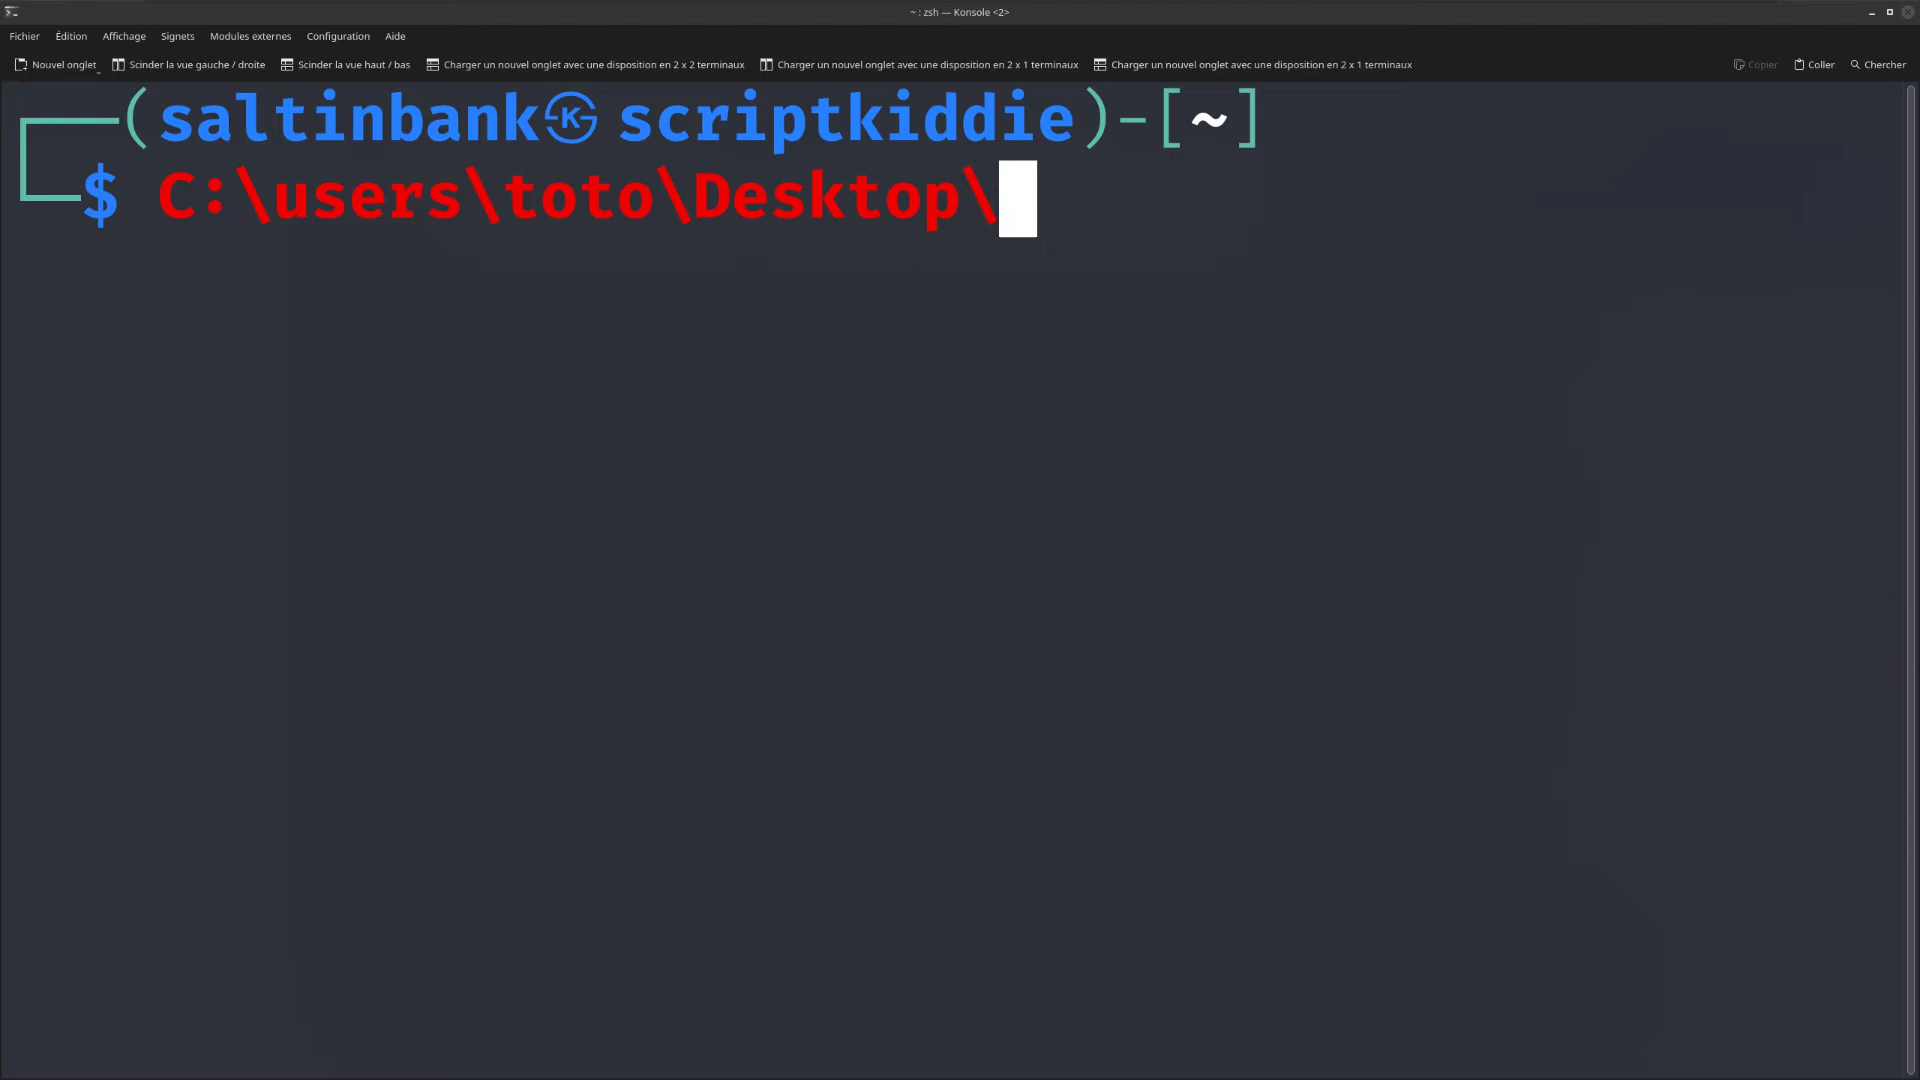 ~ : zsh — Konsole <2>
Fichier Édition Affichage Signets Modules externes Configuration Aide
Nouvel onglet Scinder la vue gauche / droite Scinder la vue haut / bas Charger un nouvel onglet avec une disposition en 2 x 2 terminaux Charger un nouvel onglet avec une disposition en 2 x 1 terminaux Charger un nouvel onglet avec une disposition en 2 x 1 terminaux Copier Coller Chercher
┌──(saltinbank㉿scriptkiddie)-[~]
└─$ C:\users\toto\Desktop\